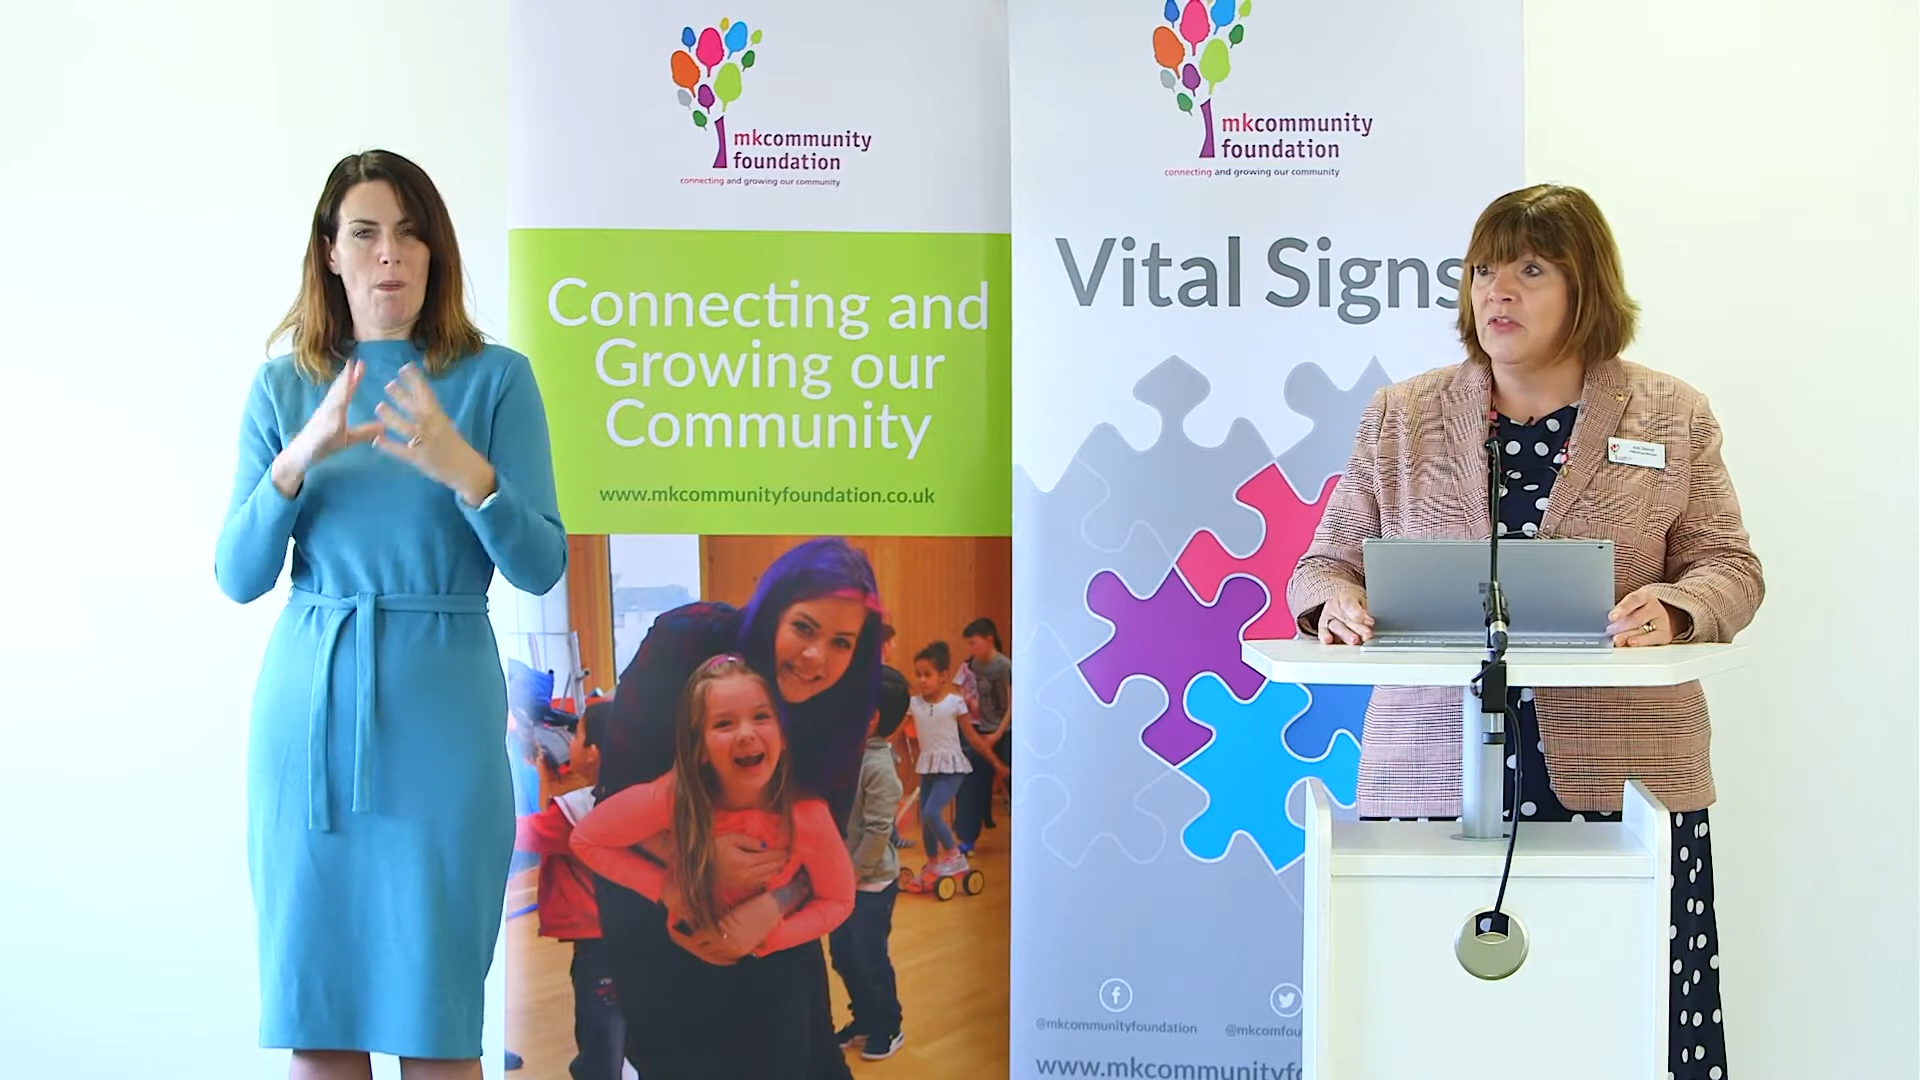 mkcommunity
foundation
connecting and growing our community
Connecting and
Growing our
Community
www.mkcommunityfoundation.co.uk
mkcommunity
foundation
connecting and growing our community
Vital Signs
@mkcommunityfoundation
@mkcomfou
www.mkcommunityfo